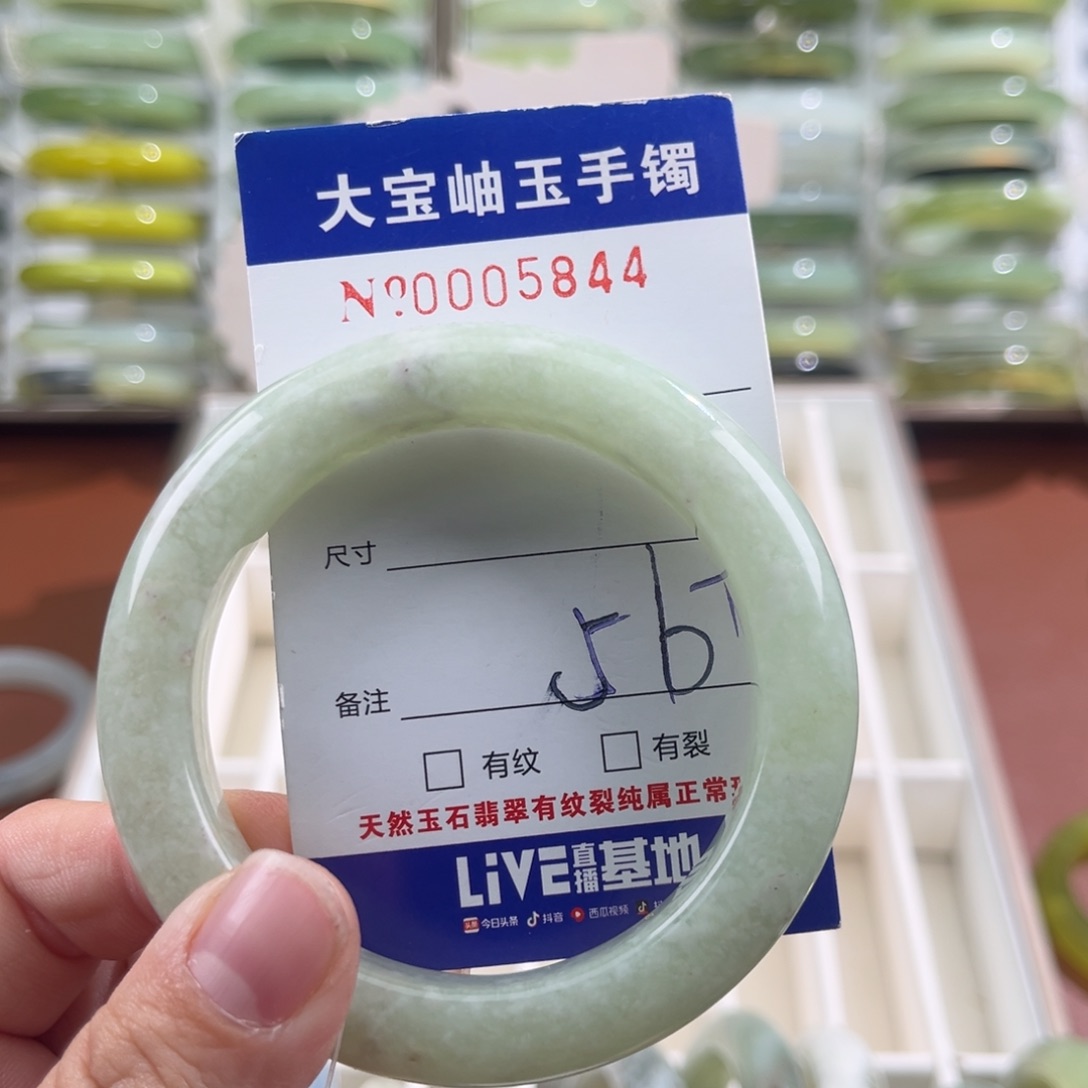 大宝岫玉手镯
Nº0005844
尺寸
56
备注
有纹 有裂
天然玉石翡翠有纹裂纯属正常
LiVE直播基地
今日头条 抖音 西瓜视频